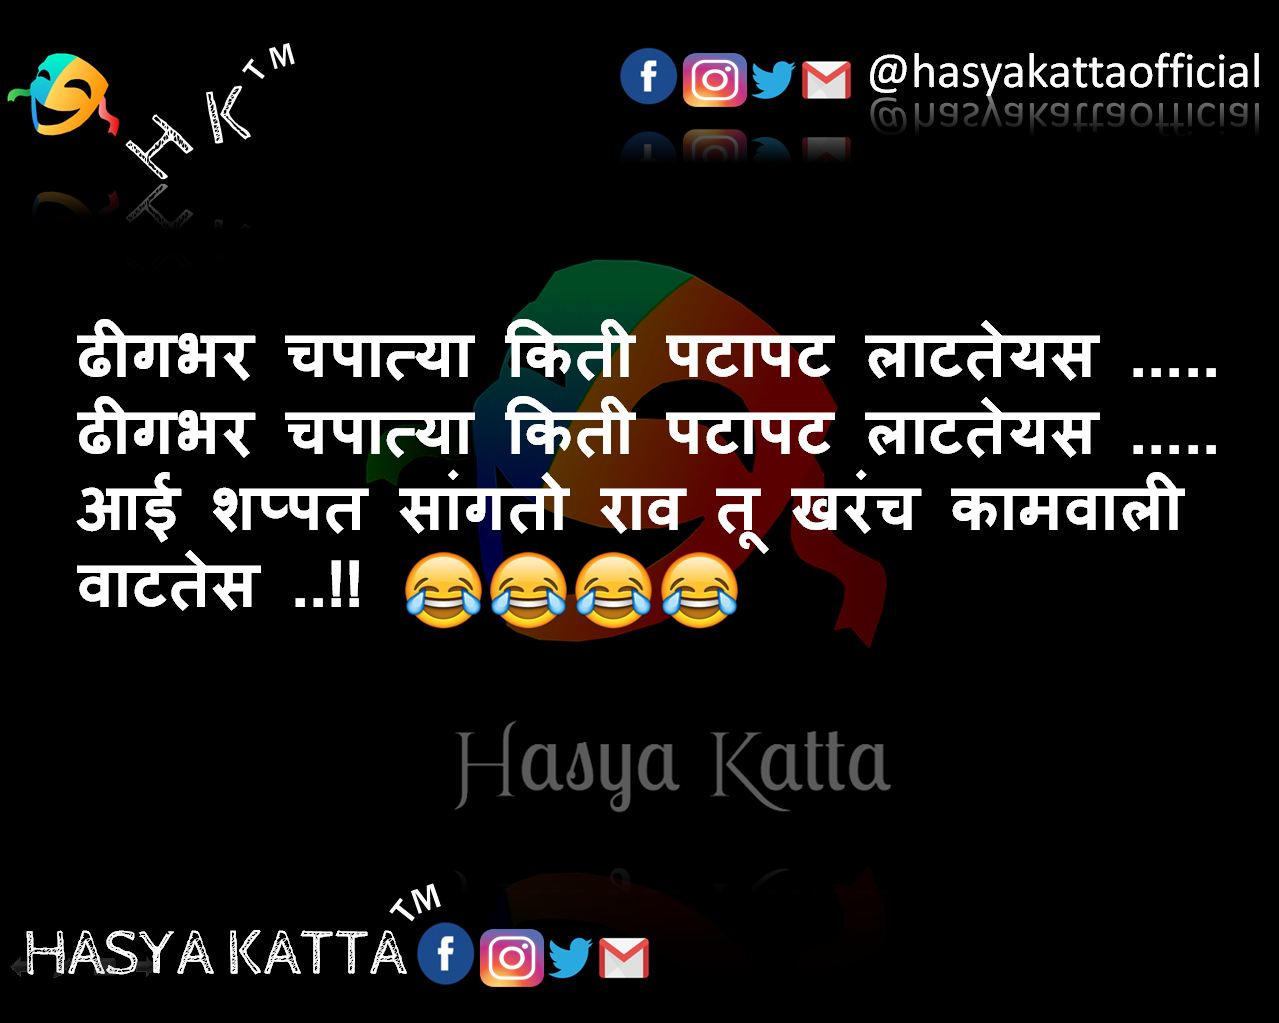 HK™
@hasyakattaofficial
ढीगभर चपात्या किती पटापट लाटतेयस .....
ढीगभर चपात्या किती पटापट लाटतेयस .....
आई शप्पत सांगतो राव तू खरंच कामवाली
वाटतेस ..!! 😂😂😂😂
Hasya Katta
HASYA KATTA™